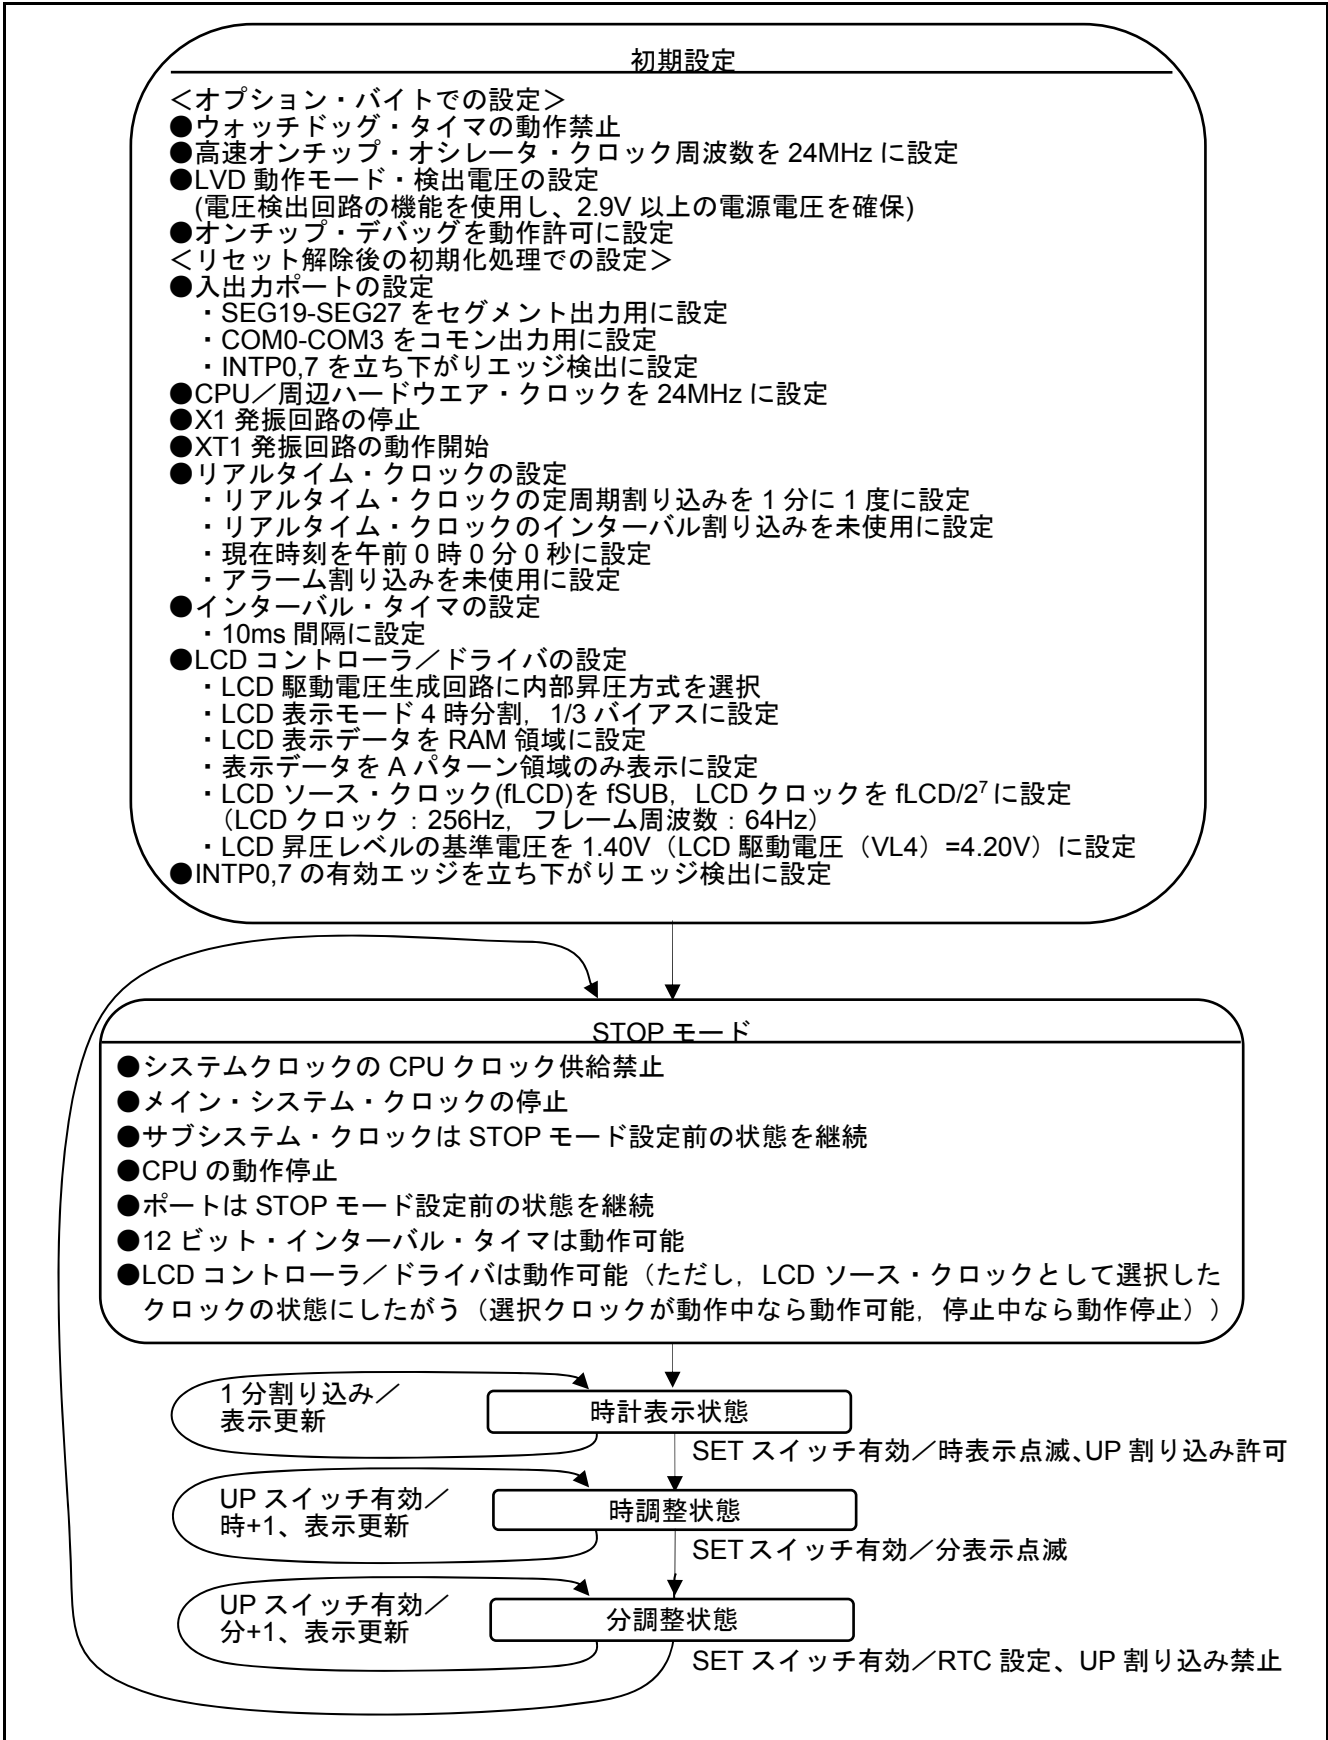 初期設定
＜オプション・バイトでの設定＞
●ウォッチドッグ・タイマの動作禁止
●高速オンチップ・オシレータ・クロック周波数を 24MHz に設定
●LVD 動作モード・検出電圧の設定
(電圧検出回路の機能を使用し、2.9V 以上の電源電圧を確保)
●オンチップ・デバッグを動作許可に設定
＜リセット解除後の初期化処理での設定＞
●入出力ポートの設定
・SEG19-SEG27 をセグメント出力用に設定
・COM0-COM3 をコモン出力用に設定
・INTP0,7 を立ち下がりエッジ検出に設定
●CPU／周辺ハードウエア・クロックを 24MHz に設定
●X1 発振回路の停止
●XT1 発振回路の動作開始
●リアルタイム・クロックの設定
・リアルタイム・クロックの定周期割り込みを 1 分に 1 度に設定
・リアルタイム・クロックのインターバル割り込みを未使用に設定
・現在時刻を午前 0 時 0 分 0 秒に設定
・アラーム割り込みを未使用に設定
●インターバル・タイマの設定
・10ms 間隔に設定
●LCD コントローラ／ドライバの設定
・LCD 駆動電圧生成回路に内部昇圧方式を選択
・LCD 表示モード 4 時分割，1/3 バイアスに設定
・LCD 表示データを RAM 領域に設定
・表示データを A パターン領域のみ表示に設定
・LCD ソース・クロック(fLCD)を fSUB，LCD クロックを fLCD/2⁷ に設定
（LCD クロック：256Hz，フレーム周波数：64Hz）
・LCD 昇圧レベルの基準電圧を 1.40V（LCD 駆動電圧（VL4）=4.20V）に設定
●INTP0,7 の有効エッジを立ち下がりエッジ検出に設定
STOP モード
●システムクロックの CPU クロック供給禁止
●メイン・システム・クロックの停止
●サブシステム・クロックは STOP モード設定前の状態を継続
●CPU の動作停止
●ポートは STOP モード設定前の状態を継続
●12 ビット・インターバル・タイマは動作可能
●LCD コントローラ／ドライバは動作可能（ただし，LCD ソース・クロックとして選択した
クロックの状態にしたがう（選択クロックが動作中なら動作可能，停止中なら動作停止））
1 分割り込み／
表示更新
時計表示状態
SET スイッチ有効／時表示点滅、UP 割り込み許可
UP スイッチ有効／
時+1、表示更新
時調整状態
SET スイッチ有効／分表示点滅
UP スイッチ有効／
分+1、表示更新
分調整状態
SET スイッチ有効／RTC 設定、UP 割り込み禁止